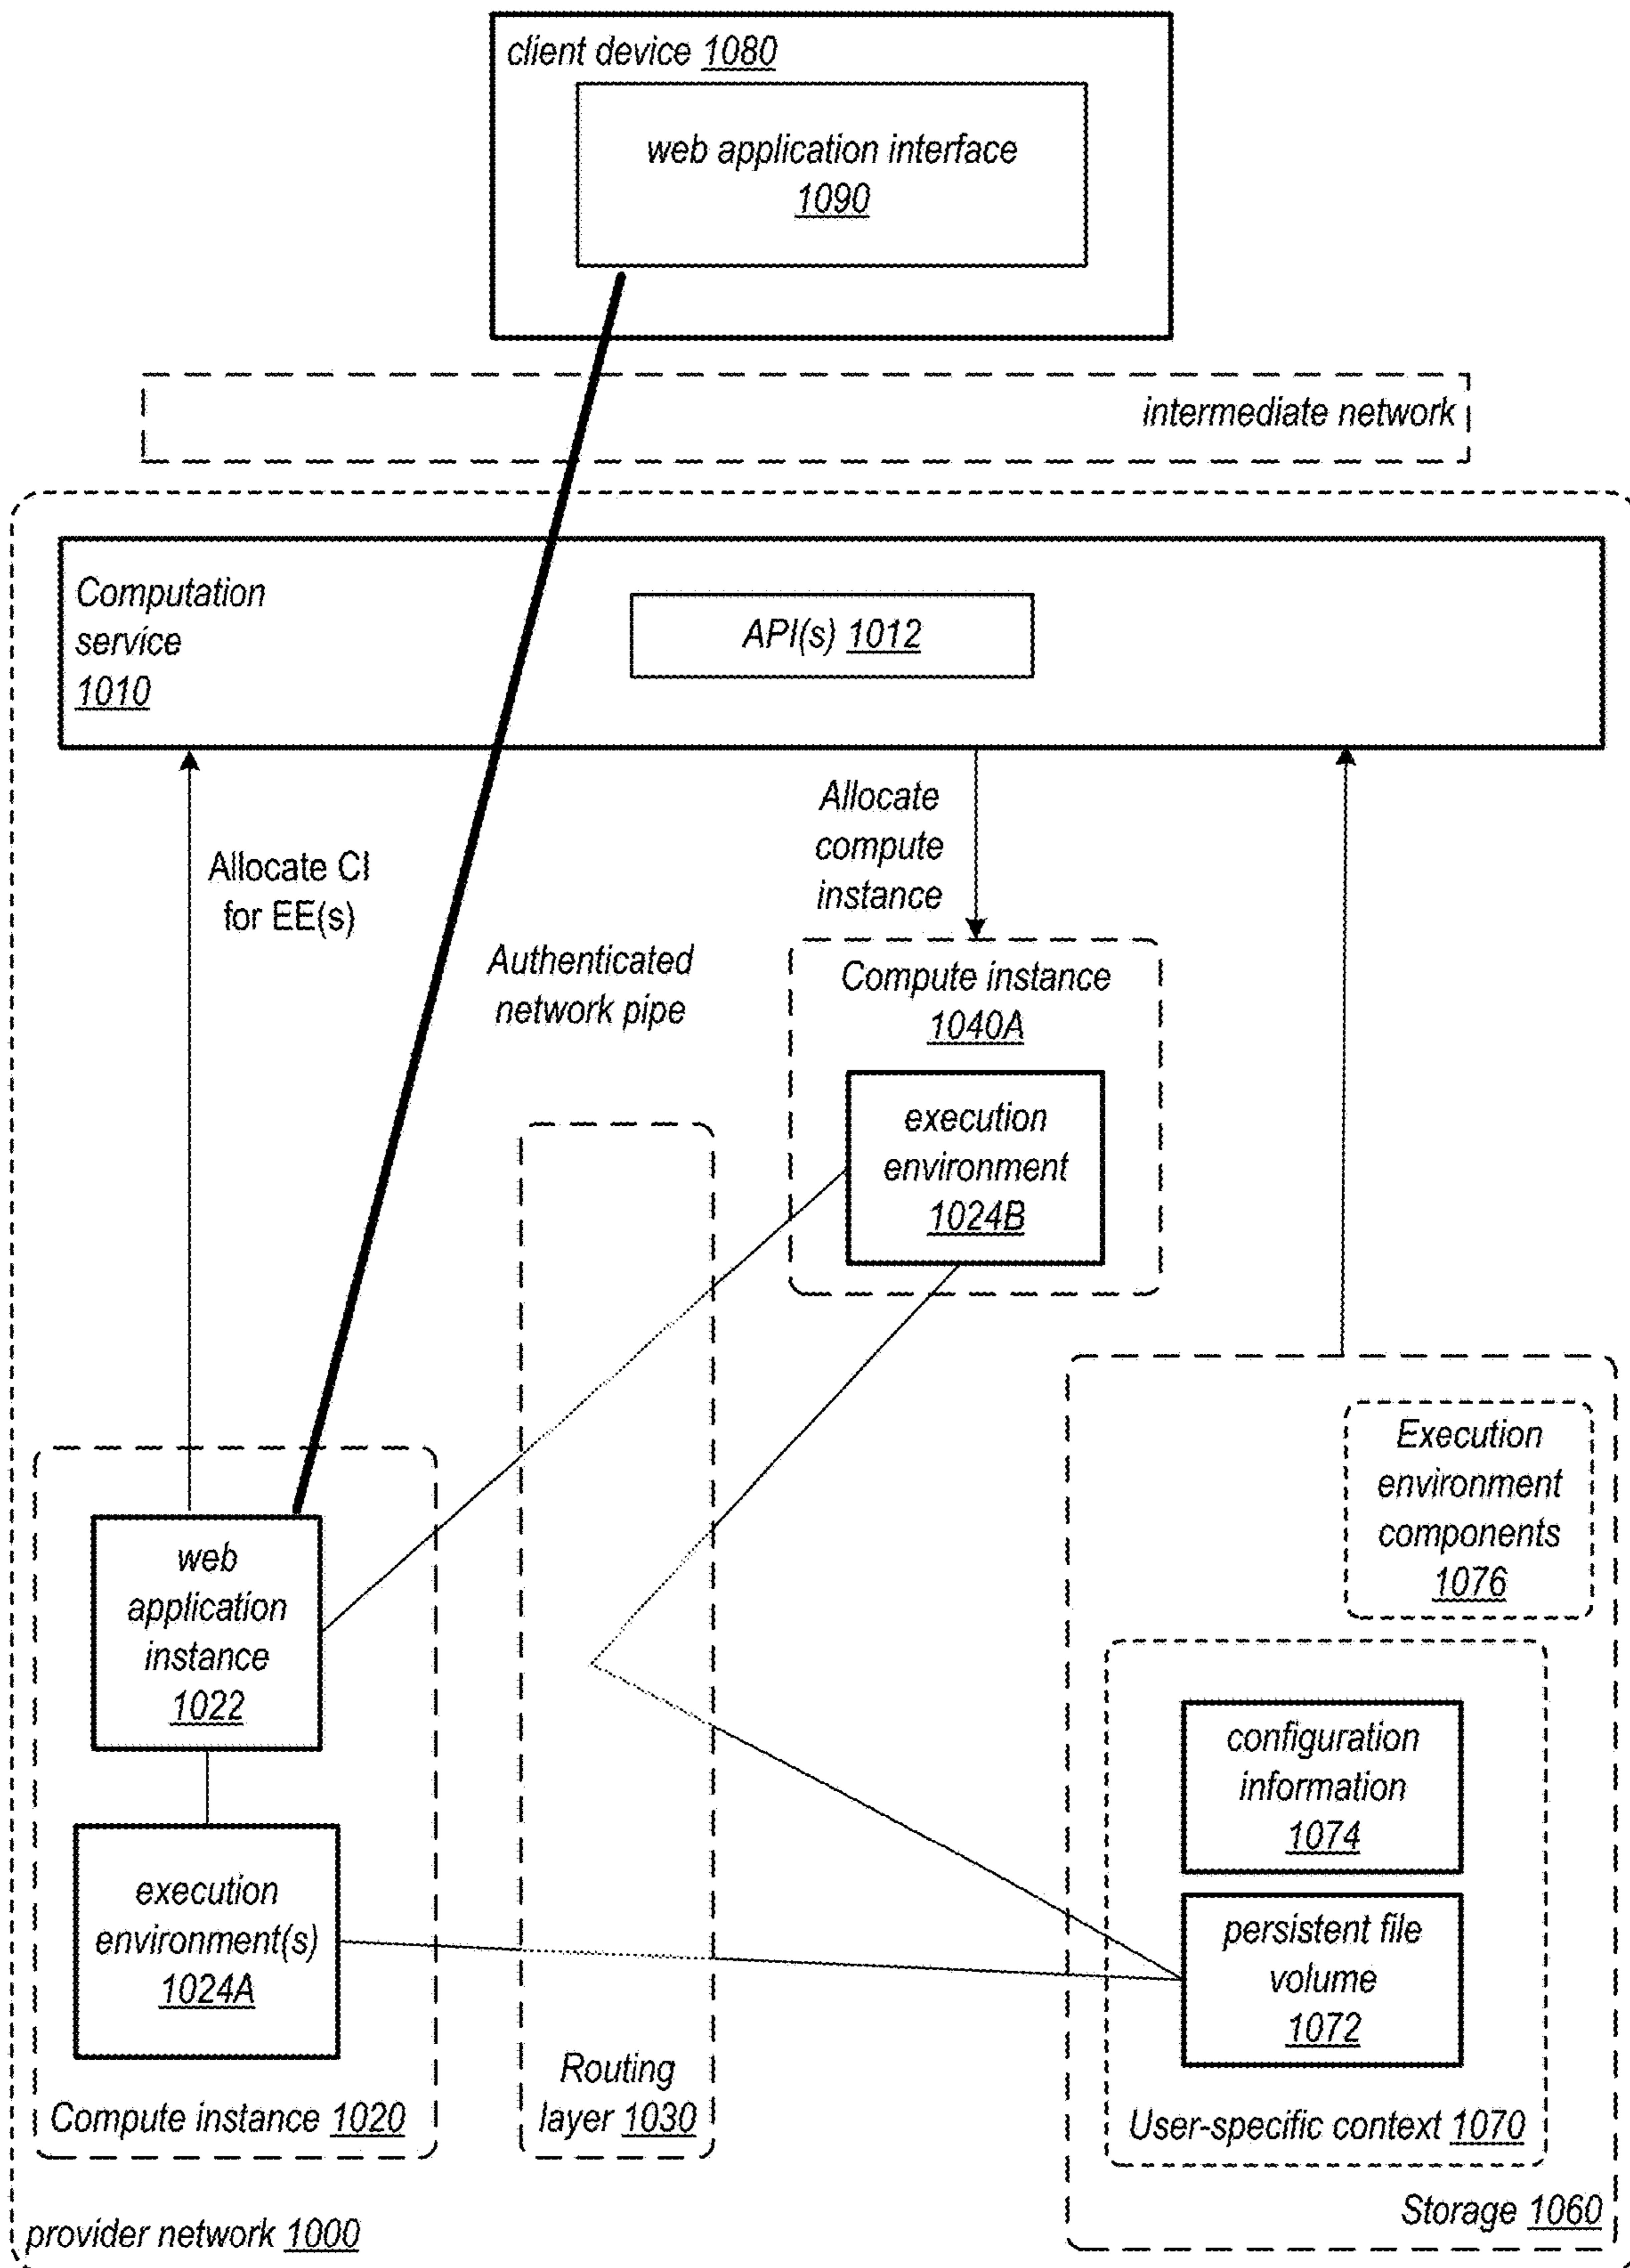 client device 1080
web application interface
1090
intermediate network
Computation
service
1010
API(s) 1012
Allocate CI
for EE(s)
Allocate
compute
instance
Authenticated
network pipe
Compute instance
1040A
execution
environment
1024B
Execution
environment
components
1076
web
application
instance
1022
configuration
information
1074
execution
environment(s)
1024A
persistent file
volume
1072
Routing
layer 1030
Compute instance 1020
User-specific context 1070
Storage 1060
provider network 1000